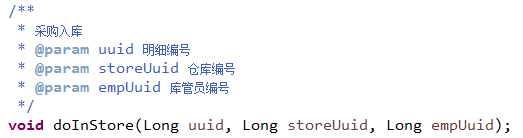 /**
 * 采购入库
 * @param uuid 明细编号
 * @param storeUuid 仓库编号
 * @param empUuid 库管员编号
 */
void doInStore(Long uuid, Long storeUuid, Long empUuid);